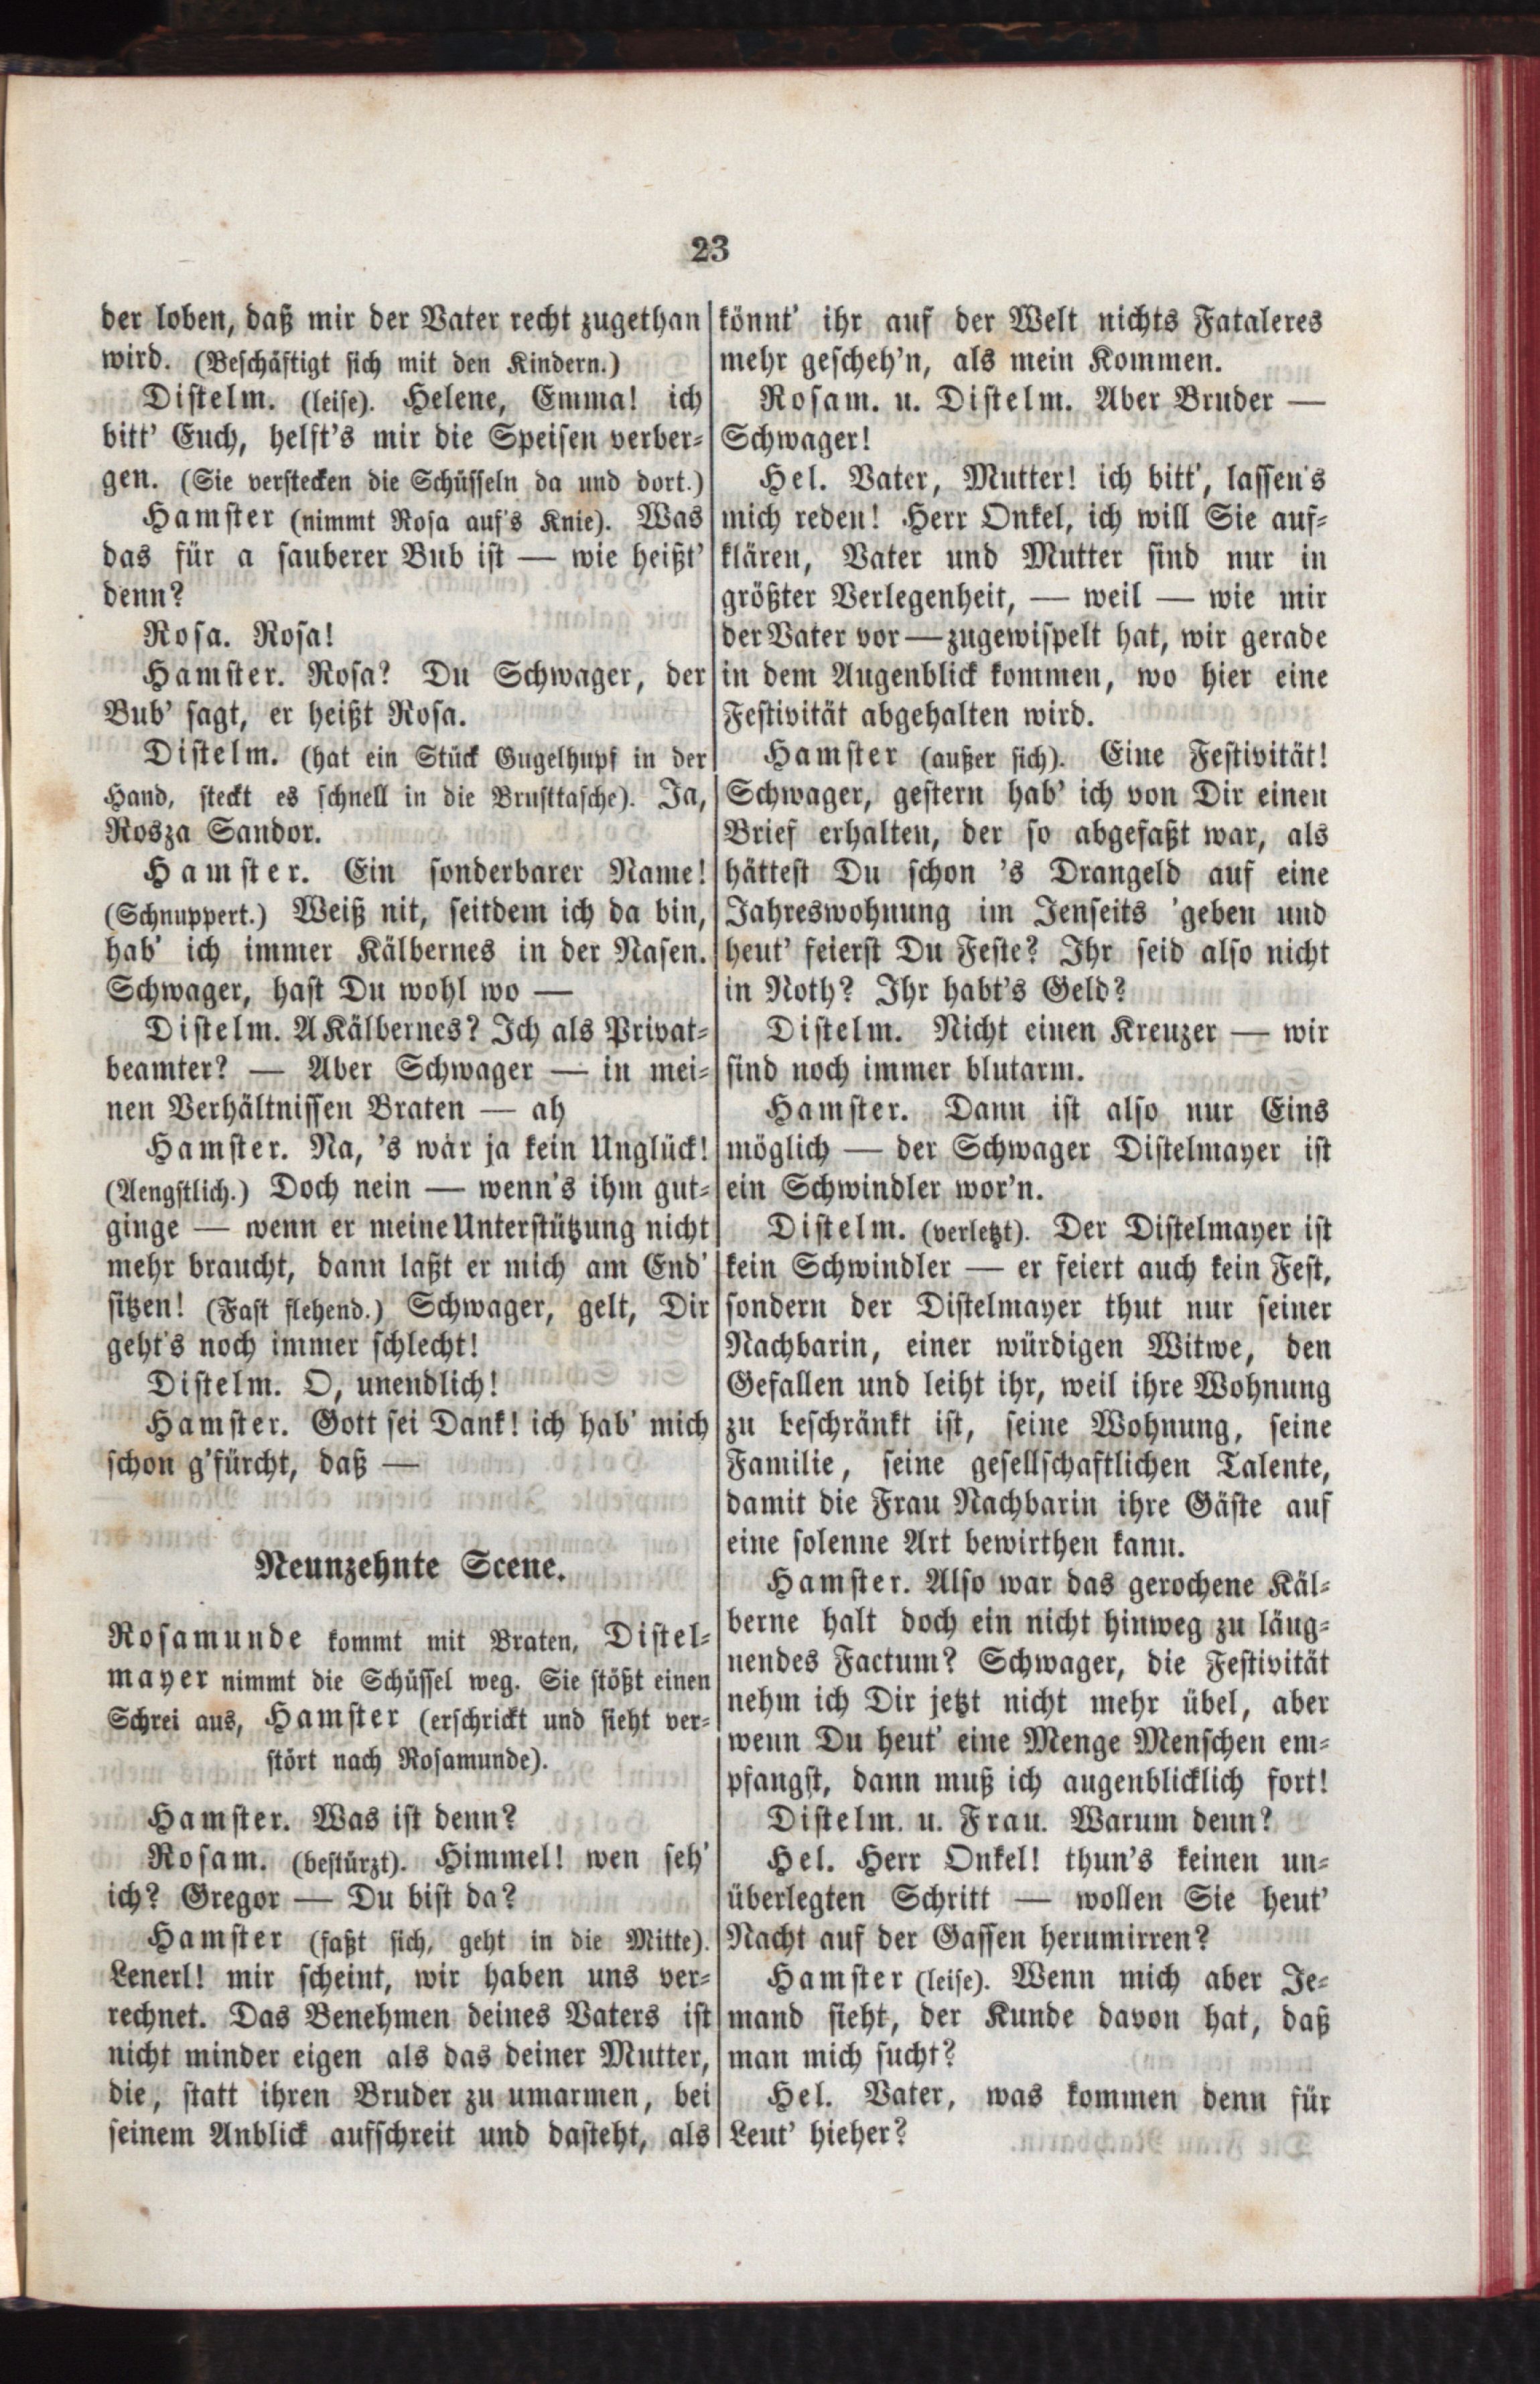 23
der loben, daß mir der Vater recht zugethan
wird. (Beschäftigt sich mit den Kindern.)
Distelm. (leise). Helene, Emma! ich
bitt' Euch, helft's mir die Speisen verber-
gen. (Sie verstecken die Schüsseln da und dort.)
Hamster (nimmt Rosa auf's Knie). Was
das für a sauberer Bub ist — wie heißt'
denn?
Rosa. Rosa!
Hamster. Rosa? Du Schwager, der
Bub' sagt, er heißt Rosa.
Distelm. (hat ein Stück Gugelhupf in der
Hand, steckt es schnell in die Brusttasche). Ja,
Rosza Sandor.
Hamster. Ein sonderbarer Name!
(Schnuppert.) Weiß nit, seitdem ich da bin,
hab' ich immer Kälbernes in der Nasen.
Schwager, hast Du wohl wo —
Distelm. A Kälbernes? Ich als Privat-
beamter? — Aber Schwager — in mei-
nen Verhältnissen Braten — ah
Hamster. Na, 's wär ja kein Unglück!
(Aengstlich.) Doch nein — wenn's ihm gut-
ginge — wenn er meine Unterstützung nicht
mehr braucht, dann laßt er mich am End'
sitzen! (Fast flehend.) Schwager, gelt, Dir
geht's noch immer schlecht!
Distelm. O, unendlich!
Hamster. Gott sei Dank! ich hab' mich
schon g'fürcht, daß —
Neunzehnte Scene.
Rosamunde kommt mit Braten, Distel-
mayer nimmt die Schüssel weg. Sie stößt einen
Schrei aus, Hamster (erschrickt und sieht ver-
stört nach Rosamunde).
Hamster. Was ist denn?
Rosam. (bestürzt). Himmel! wen seh'
ich? Gregor — Du bist da?
Hamster (faßt sich, geht in die Mitte).
Lenerl! mir scheint, wir haben uns ver-
rechnet. Das Benehmen deines Vaters ist
nicht minder eigen als das deiner Mutter,
die, statt ihren Bruder zu umarmen, bei
seinem Anblick aufschreit und dasteht, als
könnt' ihr auf der Welt nichts Fataleres
mehr gescheh'n, als mein Kommen.
Rosam. u. Distelm. Aber Bruder —
Schwager!
Hel. Vater, Mutter! ich bitt', lassen's
mich reden! Herr Onkel, ich will Sie auf-
klären, Vater und Mutter sind nur in
größter Verlegenheit, — weil — wie mir
der Vater vor—zugewispelt hat, wir gerade
in dem Augenblick kommen, wo hier eine
Festivität abgehalten wird.
Hamster (außer sich). Eine Festivität!
Schwager, gestern hab' ich von Dir einen
Brief erhalten, der so abgefaßt war, als
hättest Du schon 's Drangeld auf eine
Jahreswohnung im Jenseits 'geben und
heut' feierst Du Feste? Ihr seid also nicht
in Noth? Ihr habt's Geld?
Distelm. Nicht einen Kreuzer — wir
sind noch immer blutarm.
Hamster. Dann ist also nur Eins
möglich — der Schwager Distelmayer ist
ein Schwindler wor'n.
Distelm. (verletzt). Der Distelmayer ist
kein Schwindler — er feiert auch kein Fest,
sondern der Distelmayer thut nur seiner
Nachbarin, einer würdigen Witwe, den
Gefallen und leiht ihr, weil ihre Wohnung
zu beschränkt ist, seine Wohnung, seine
Familie, seine gesellschaftlichen Talente,
damit die Frau Nachbarin ihre Gäste auf
eine solenne Art bewirthen kann.
Hamster. Also war das gerochene Käl-
berne halt doch ein nicht hinweg zu läug-
nendes Factum? Schwager, die Festivität
nehm ich Dir jetzt nicht mehr übel, aber
wenn Du heut' eine Menge Menschen em-
pfangst, dann muß ich augenblicklich fort!
Distelm. u. Frau. Warum denn?
Hel. Herr Onkel! thun's keinen un-
überlegten Schritt — wollen Sie heut'
Nacht auf der Gassen herumirren?
Hamster (leise). Wenn mich aber Je-
mand sieht, der Kunde davon hat, daß
man mich sucht?
Hel. Vater, was kommen denn für
Leut' hieher?